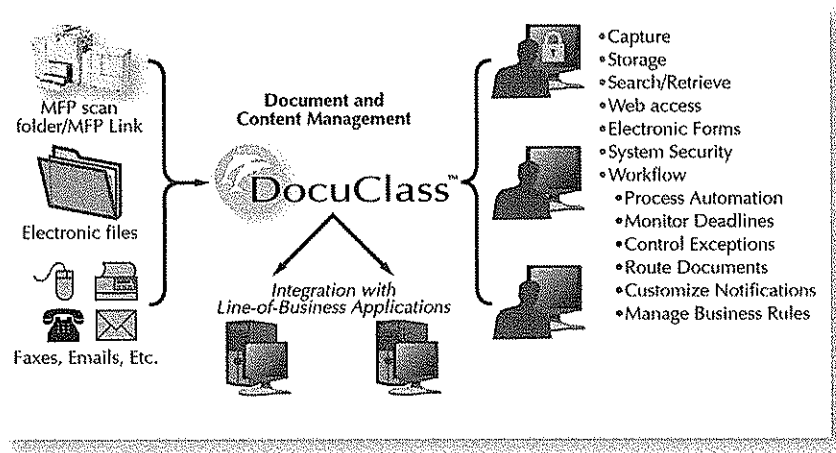 MFP scan
folder/MFP Link
Electronic files
Faxes, Emails, Etc.
Document and
Content Management
DocuClass™
Integration with
Line-of-Business Applications
•Capture
•Storage
•Search/Retrieve
•Web access
•Electronic Forms
•System Security
•Workflow
•Process Automation
•Monitor Deadlines
•Control Exceptions
•Route Documents
•Customize Notifications
•Manage Business Rules